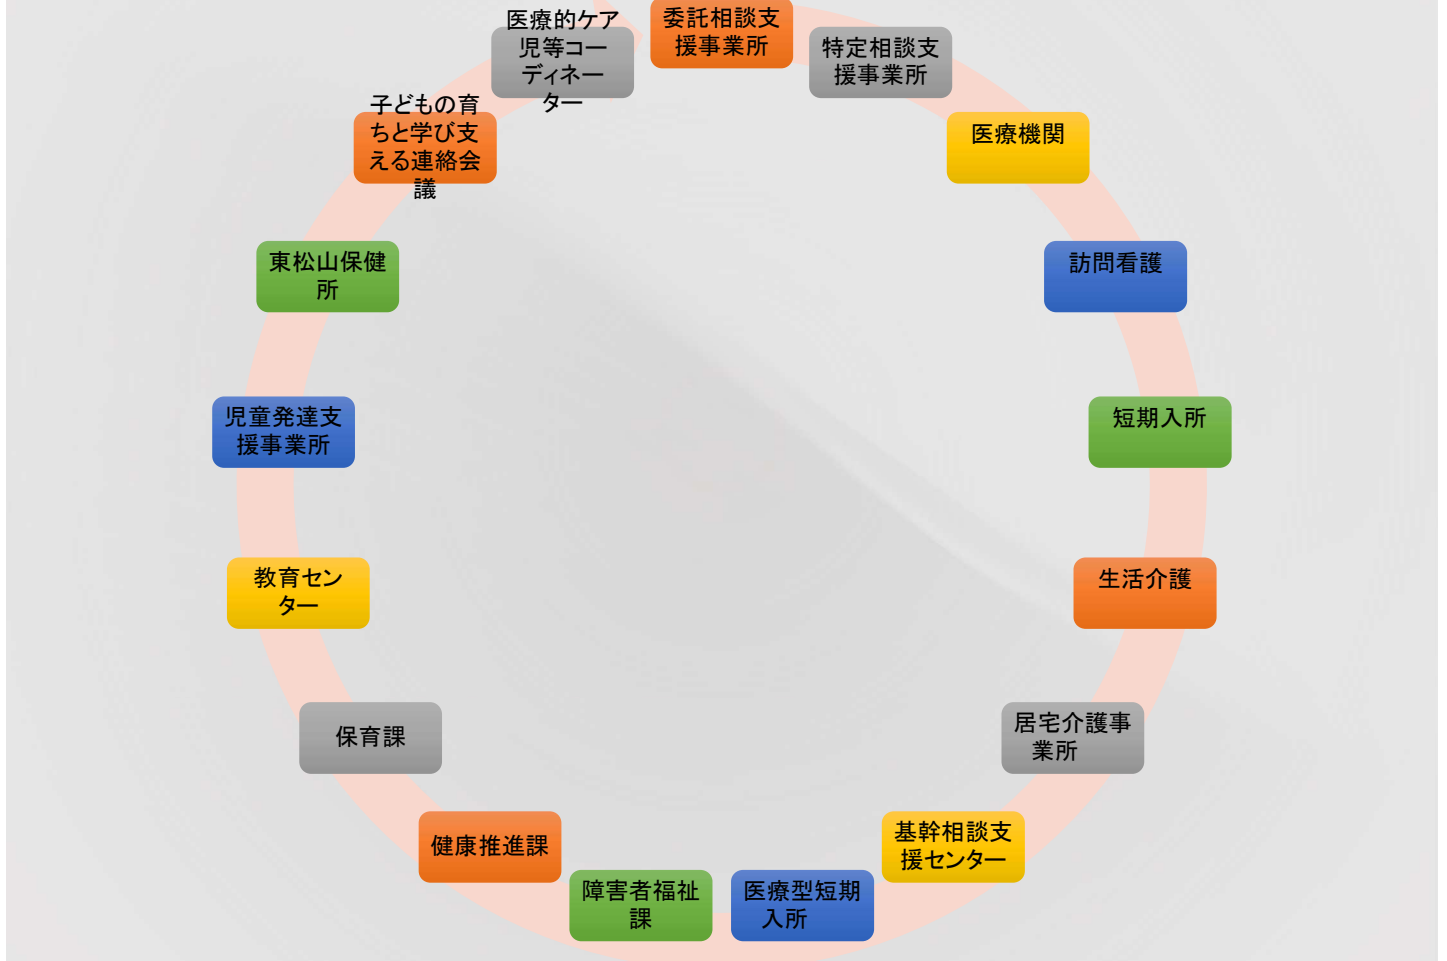 委託相談支
援事業所
特定相談支
援事業所
医療機関
訪問看護
短期入所
生活介護
居宅介護事
業所
基幹相談支
援センター
医療型短期
入所
障害者福祉
課
健康推進課
保育課
教育セン
ター
児童発達支
援事業所
東松山保健
所
子どもの育
ちと学び支
える連絡会
議
医療的ケア
児等コー
ディネー
ター